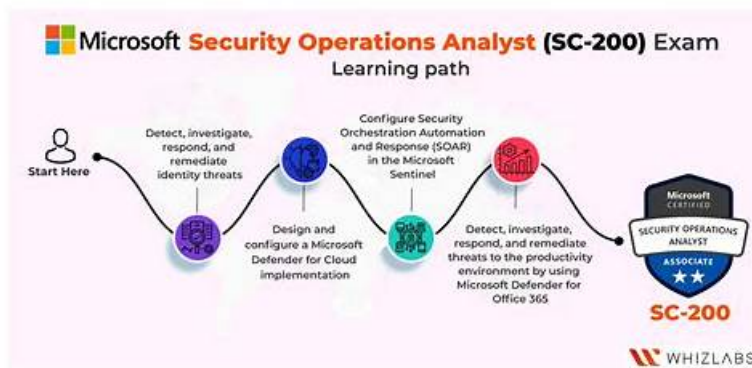 Microsoft Security Operations Analyst (SC-200) Exam
Learning path
Start Here
Detect, investigate,
respond, and
remediate
identity threats
Design and
configure a Microsoft
Defender for Cloud
implementation
Configure Security
Orchestration Automation
and Response (SOAR)
in the Microsoft
Sentinel
Detect, investigate,
respond, and remediate
threats to the productivity
environment by using
Microsoft Defender for
Office 365
Microsoft
CERTIFIED
SECURITY OPERATIONS
ANALYST
ASSOCIATE
SC-200
WHIZLABS